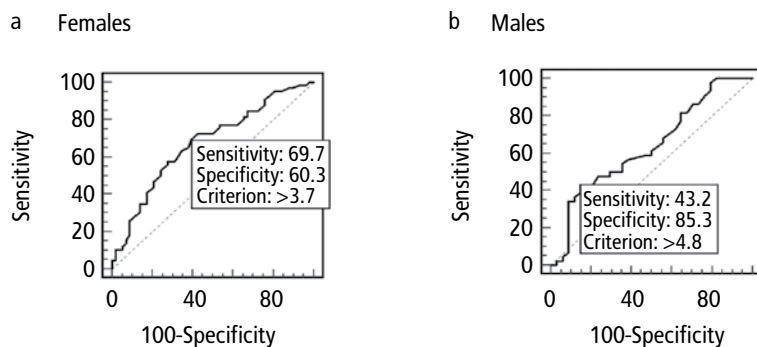 a Females
100
80
60
40
20
0
Sensitivity
Sensitivity: 69.7
Specificity: 60.3
Criterion: >3.7
0 40 80
100-Specificity
b Males
100
80
60
40
20
0
Sensitivity
Sensitivity: 43.2
Specificity: 85.3
Criterion: >4.8
0 40 80
100-Specificity